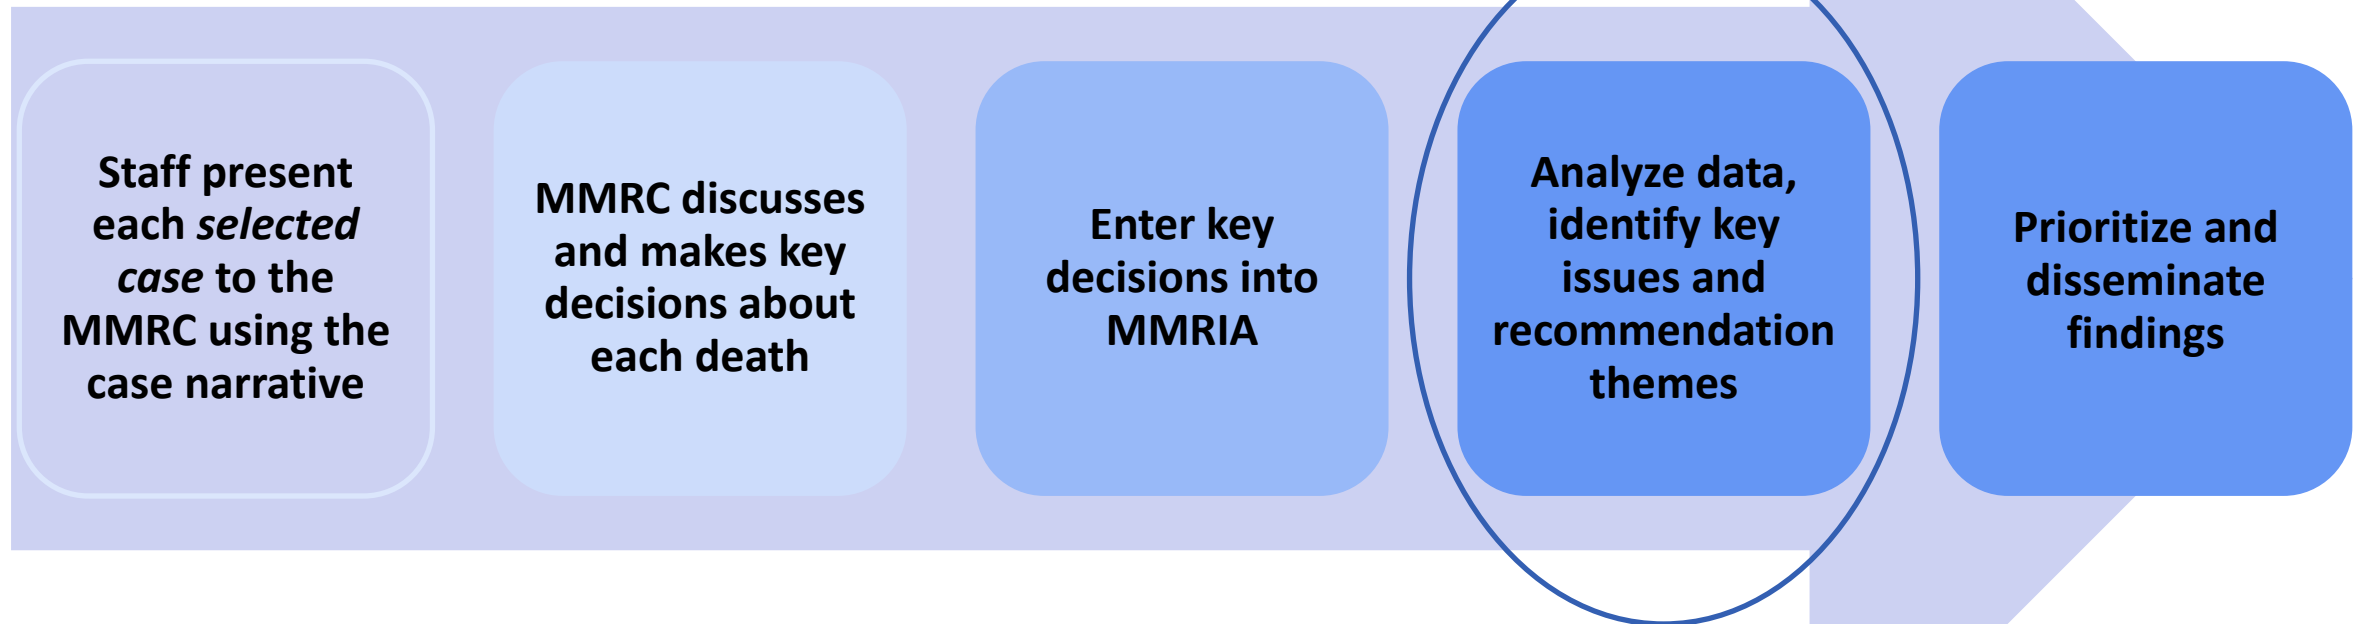 Staff present
each selected
case to the
MMRC using the
case narrative
MMRC discusses
and makes key
decisions about
each death
Enter key
decisions into
MMRIA
Analyze data,
identify key
issues and
recommendation
themes
Prioritize and
disseminate
findings